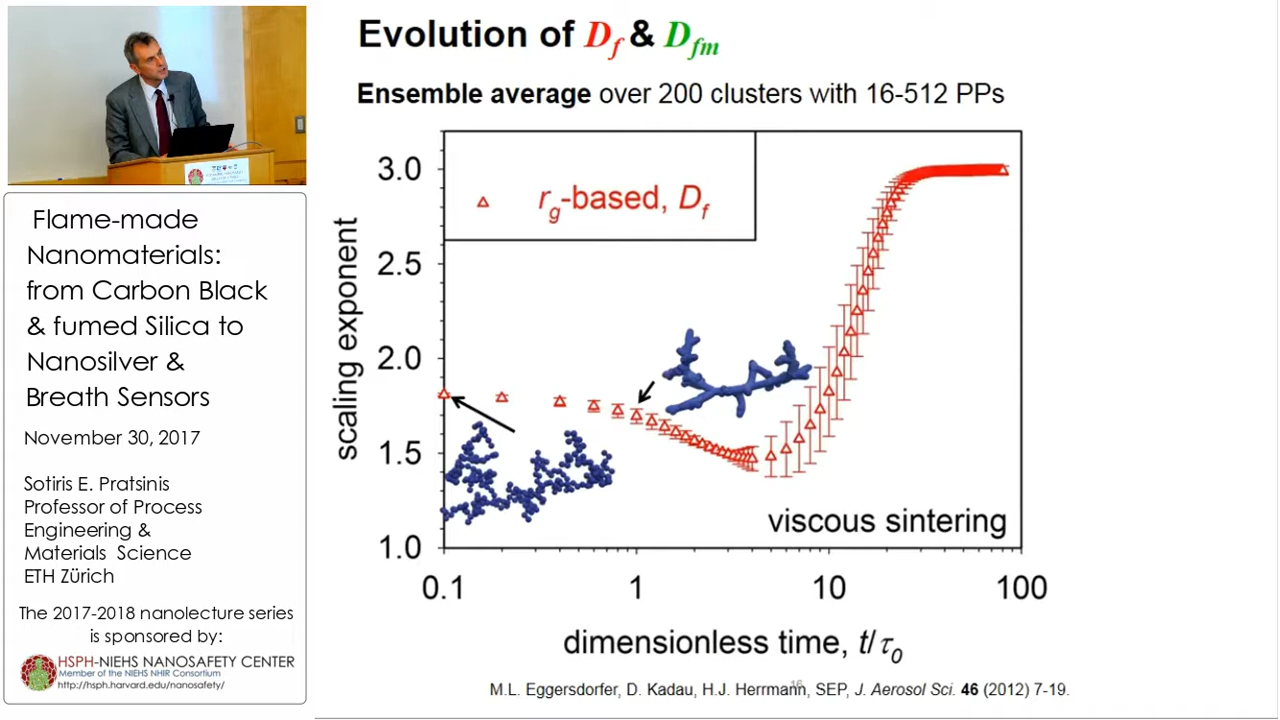 Evolution of Df & Dfm
Ensemble average over 200 clusters with 16-512 PPs
Flame-made
Nanomaterials:
from Carbon Black
& fumed Silica to
Nanosilver &
Breath Sensors
November 30, 2017
Sotiris E. Pratsinis
Professor of Process
Engineering &
Materials Science
ETH Zürich
The 2017-2018 nanolecture series
is sponsored by:
HSPH-NIEHS NANOSAFETY CENTER
Member of the NIEHS NHIR Consortium
http://hsph.harvard.edu/nanosafety/
scaling exponent
3.0
2.5
2.0
1.5
1.0
rg-based, Df
viscous sintering
0.1 1 10 100
dimensionless time, t/τ0
16
M.L. Eggersdorfer, D. Kadau, H.J. Herrmann, SEP, J. Aerosol Sci. 46 (2012) 7-19.